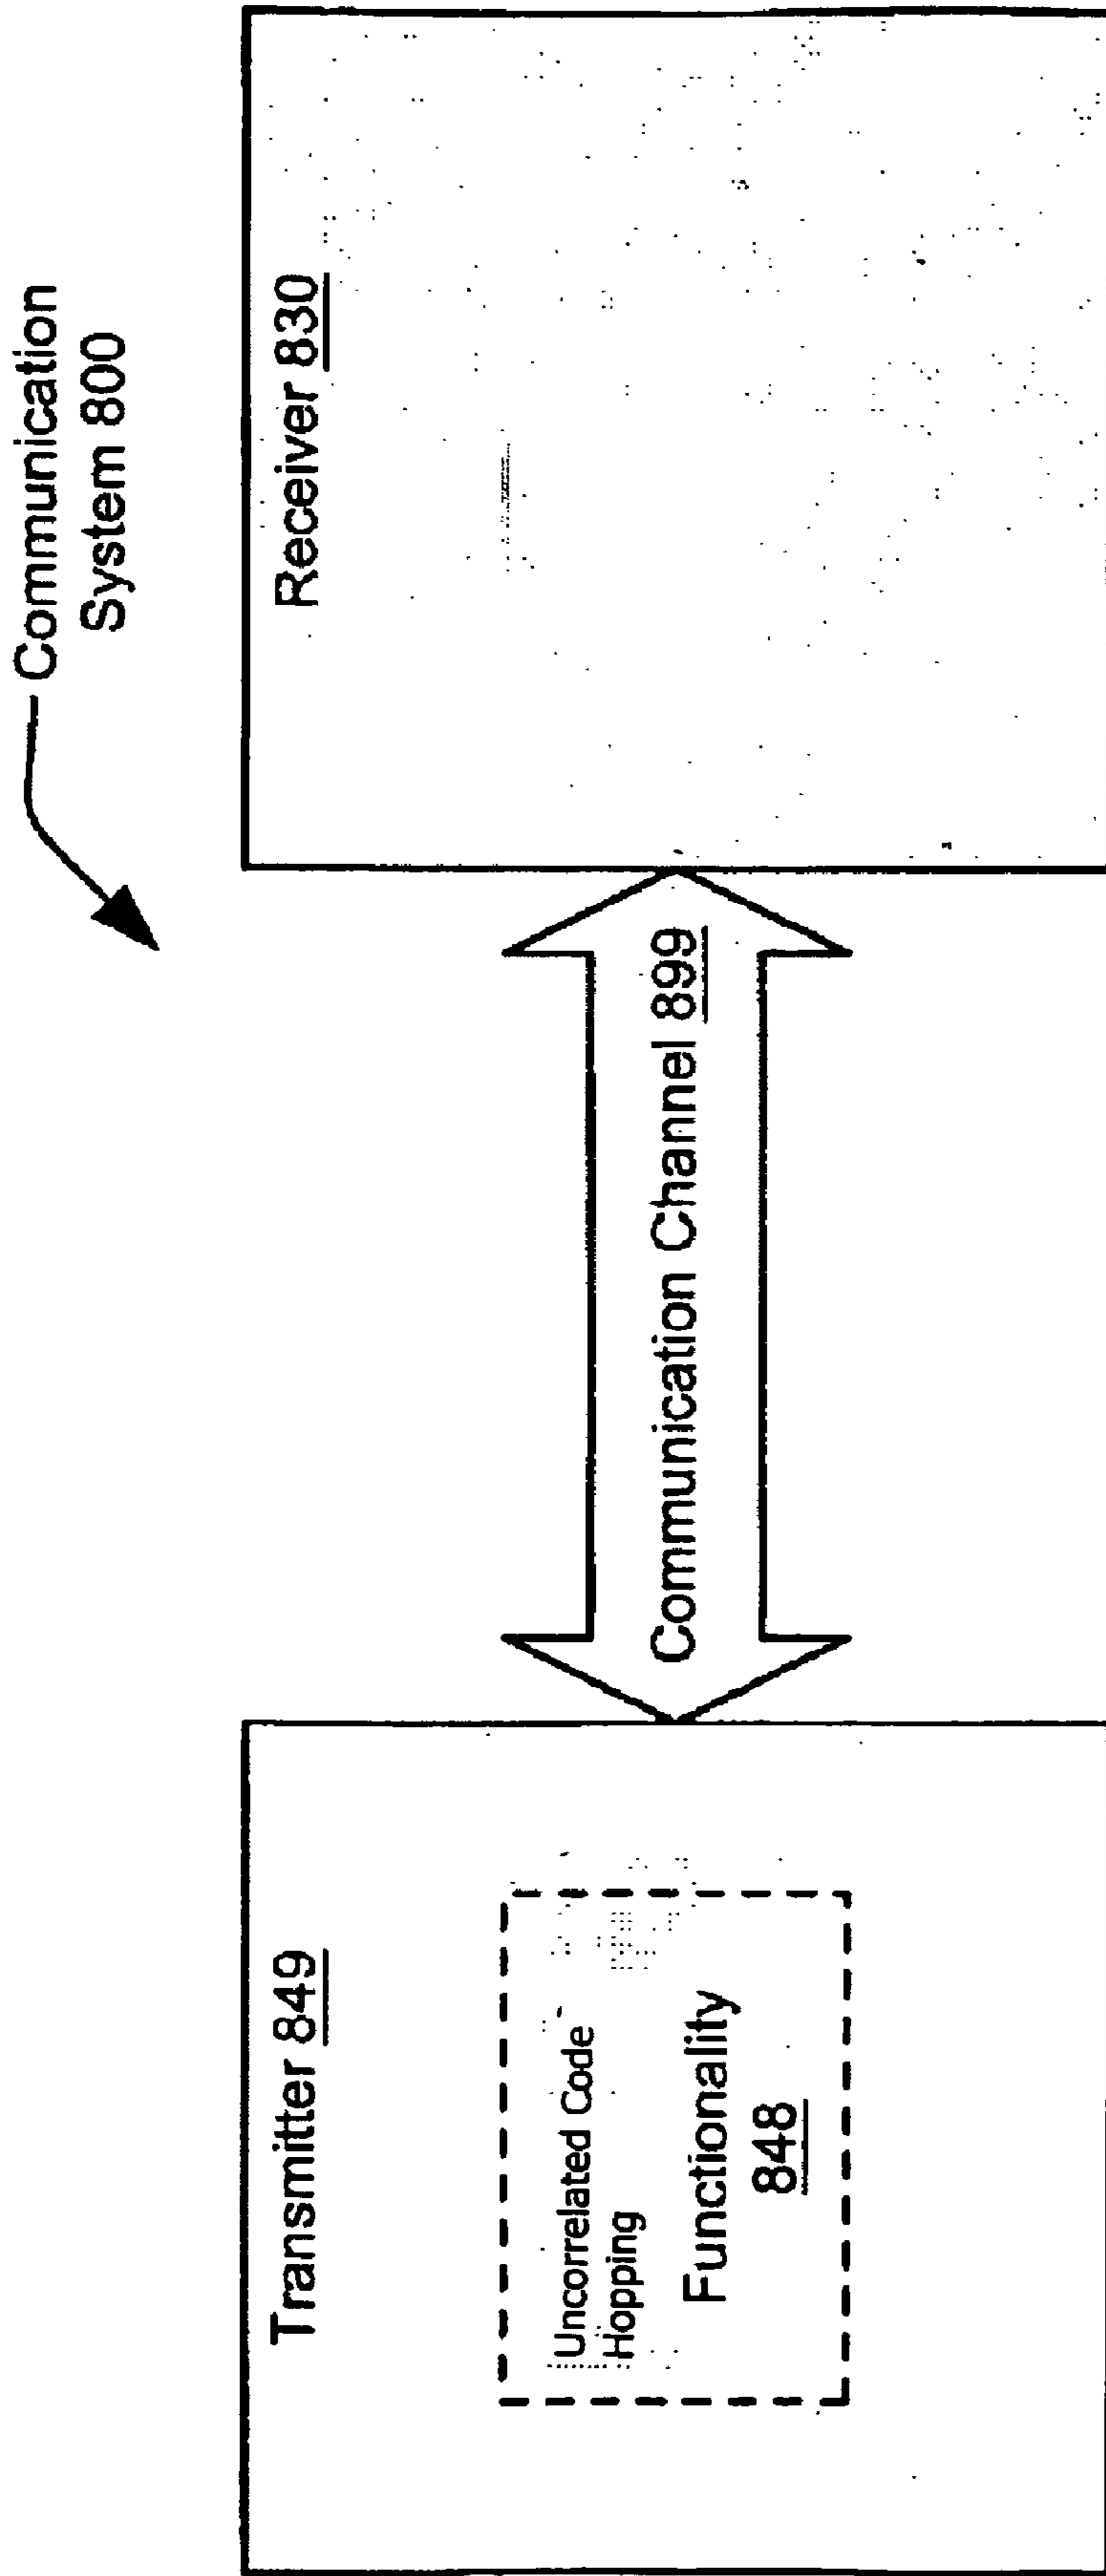 Communication
System 800
Transmitter 849
Uncorrelated Code
Hopping
Functionality
848
Communication Channel 899
Receiver 830